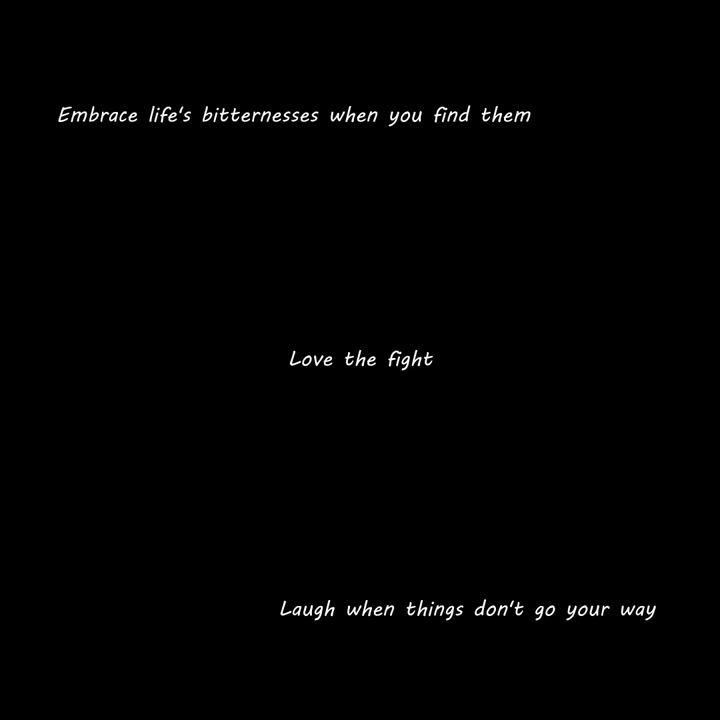 Embrace life's bitternesses when you find them
Love the fight
Laugh when things don't go your way